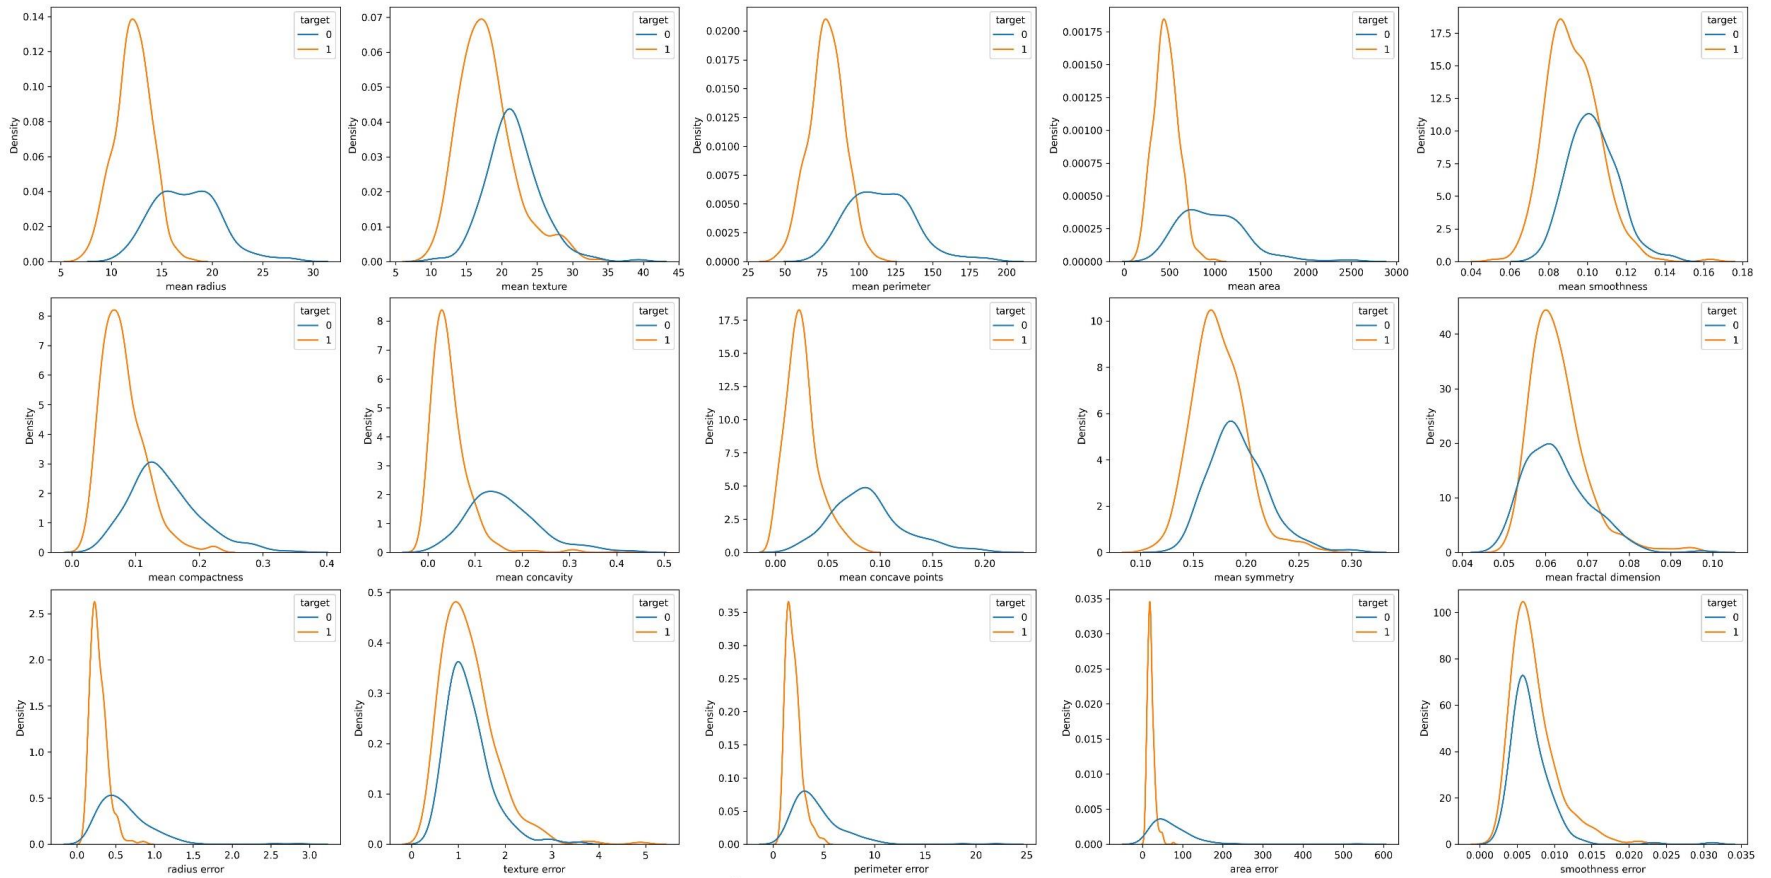 target
0
1
0.14
0.12
0.10
0.08
0.06
0.04
0.02
0.00
Density
5 10 15 20 25 30
mean radius
target
0
1
0.07
0.06
0.05
0.04
0.03
0.02
0.01
0.00
Density
5 10 15 20 25 30 35 40 45
mean texture
target
0
1
0.0200
0.0175
0.0150
0.0125
0.0100
0.0075
0.0050
0.0025
0.0000
Density
25 50 75 100 125 150 175 200
mean perimeter
target
0
1
0.00175
0.00150
0.00125
0.00100
0.00075
0.00050
0.00025
0.00000
Density
0 500 1000 1500 2000 2500 3000
mean area
target
0
1
17.5
15.0
12.5
10.0
7.5
5.0
2.5
0.0
Density
0.04 0.06 0.08 0.10 0.12 0.14 0.16 0.18
mean smoothness
target
0
1
8
7
6
5
4
3
2
1
0
Density
0.0 0.1 0.2 0.3 0.4
mean compactness
target
0
1
8
7
6
5
4
3
2
1
0
Density
0.0 0.1 0.2 0.3 0.4 0.5
mean concavity
target
0
1
17.5
15.0
12.5
10.0
7.5
5.0
2.5
0.0
Density
0.00 0.05 0.10 0.15 0.20
mean concave points
target
0
1
10
8
6
4
2
0
Density
0.10 0.15 0.20 0.25 0.30
mean symmetry
target
0
1
40
30
20
10
0
Density
0.04 0.05 0.06 0.07 0.08 0.09 0.10
mean fractal dimension
target
0
1
2.5
2.0
1.5
1.0
0.5
0.0
Density
0.0 0.5 1.0 1.5 2.0 2.5 3.0
radius error
target
0
1
0.5
0.4
0.3
0.2
0.1
0.0
Density
0 1 2 3 4 5
texture error
target
0
1
0.35
0.30
0.25
0.20
0.15
0.10
0.05
0.00
Density
0 5 10 15 20 25
perimeter error
target
0
1
0.035
0.030
0.025
0.020
0.015
0.010
0.005
0.000
Density
0 100 200 300 400 500 600
area error
target
0
1
100
80
60
40
20
0
Density
0.000 0.005 0.010 0.015 0.020 0.025 0.030 0.035
smoothness error